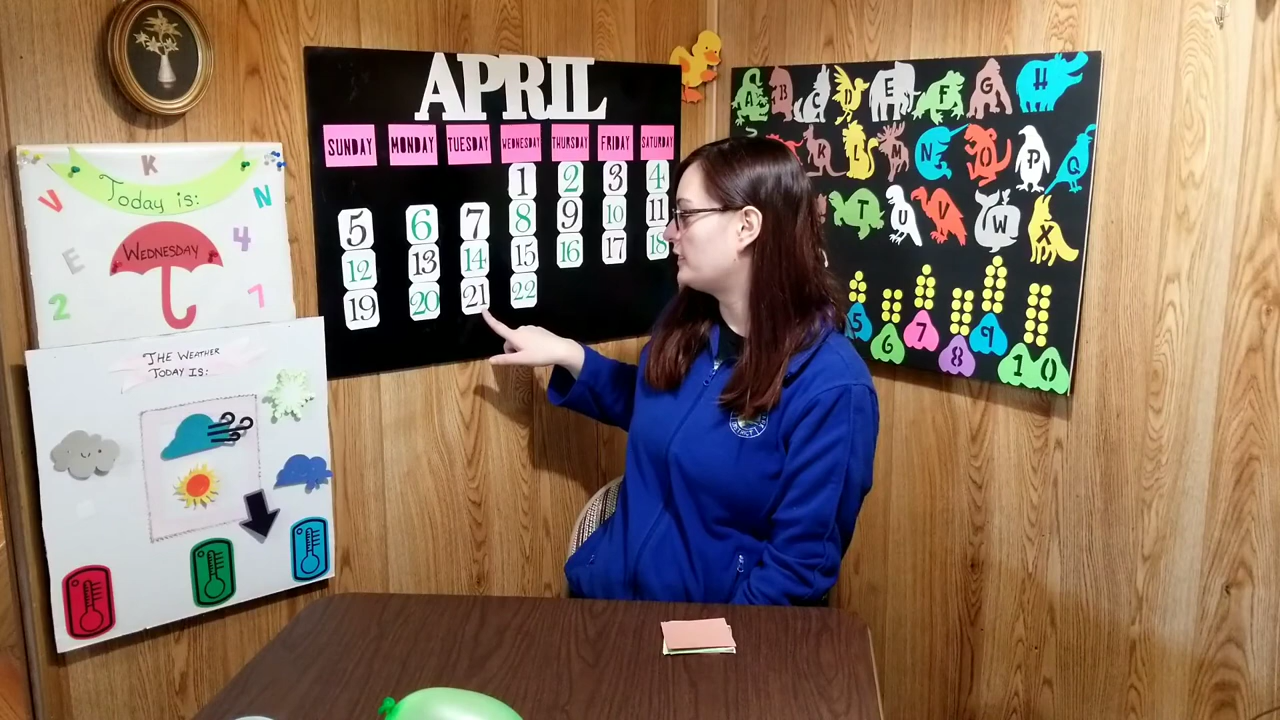 K
Today is:
V
N
WEDNESDAY
E
4
2
7
THE WEATHER
TODAY IS:
APRIL
SUNDAY MONDAY TUESDAY WEDNESDAY THURSDAY FRIDAY SATURDAY
1 2 3 4
5 6 7 8 9 10 11
12 13 14 15 16 17 18
19 20 21 22
A B C D E F G H
K L M N O P Q
T U V W X
5 6 7 8 9 10